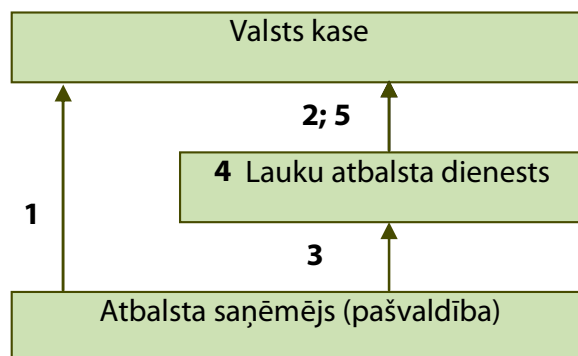 Valsts kase
2; 5
4 Lauku atbalsta dienests
1
3
Atbalsta saņēmējs (pašvaldība)